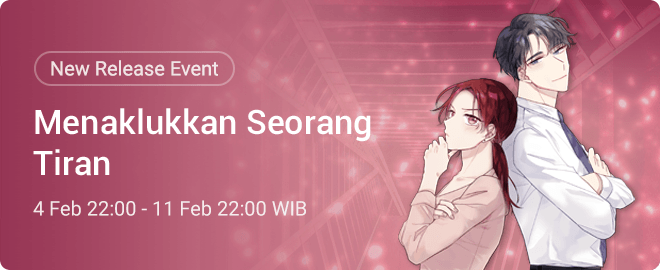 New Release Event
Menaklukkan Seorang
Tiran
4 Feb 22:00 - 11 Feb 22:00 WIB